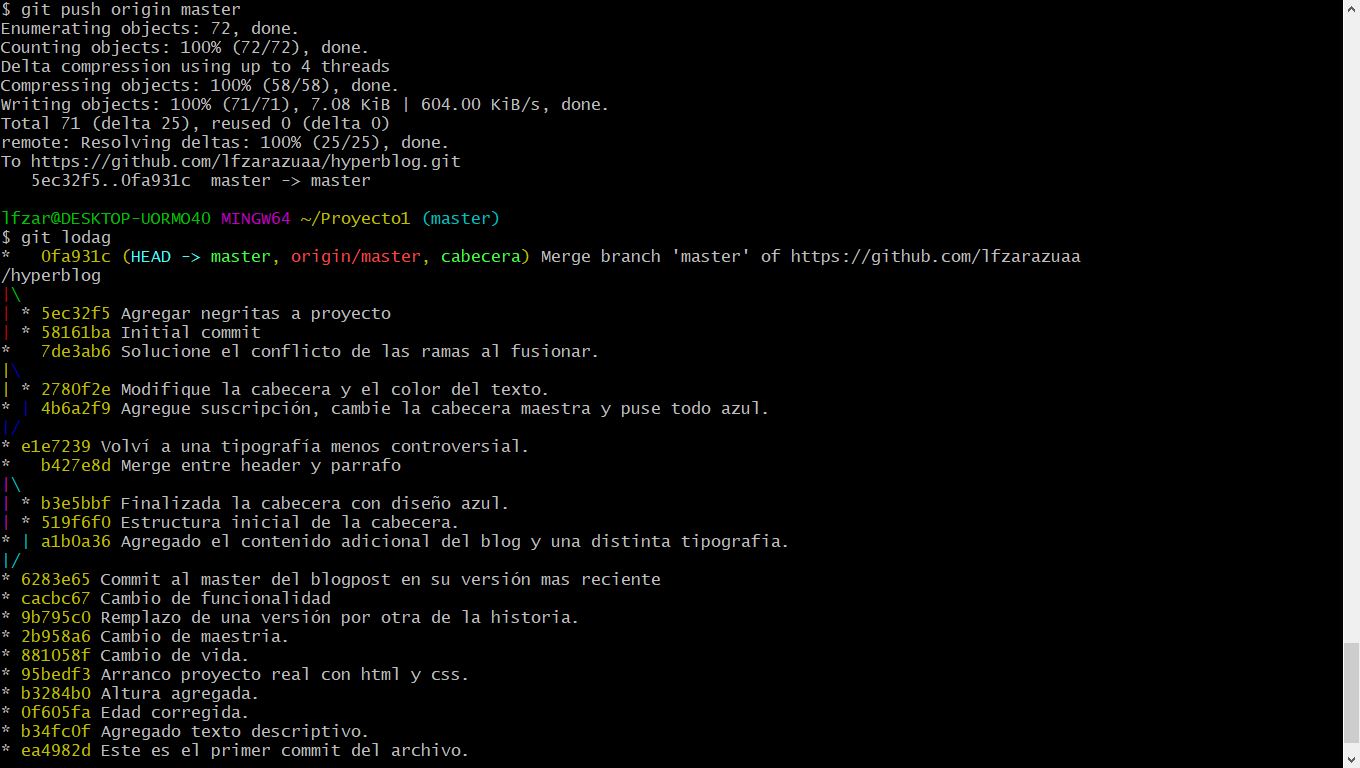 $ git push origin master
Enumerating objects: 72, done.
Counting objects: 100% (72/72), done.
Delta compression using up to 4 threads
Compressing objects: 100% (58/58), done.
Writing objects: 100% (71/71), 7.08 KiB | 604.00 KiB/s, done.
Total 71 (delta 25), reused 0 (delta 0)
remote: Resolving deltas: 100% (25/25), done.
To https://github.com/lfzarazuaa/hyperblog.git
   5ec32f5..0fa931c  master -> master

lfzar@DESKTOP-UORMO4O MINGW64 ~/Proyecto1 (master)
$ git lodag
*   0fa931c (HEAD -> master, origin/master, cabecera) Merge branch 'master' of https://github.com/lfzarazuaa
/hyperblog
|\
| * 5ec32f5 Agregar negritas a proyecto
| * 58161ba Initial commit
*   7de3ab6 Solucione el conflicto de las ramas al fusionar.
|\
| * 2780f2e Modifique la cabecera y el color del texto.
* | 4b6a2f9 Agregue suscripción, cambie la cabecera maestra y puse todo azul.
|/
* e1e7239 Volví a una tipografía menos controversial.
*   b427e8d Merge entre header y parrafo
|\
| * b3e5bbf Finalizada la cabecera con diseño azul.
| * 519f6f0 Estructura inicial de la cabecera.
* | a1b0a36 Agregado el contenido adicional del blog y una distinta tipografia.
|/
* 6283e65 Commit al master del blogpost en su versión mas reciente
* cacbc67 Cambio de funcionalidad
* 9b795c0 Remplazo de una versión por otra de la historia.
* 2b958a6 Cambio de maestria.
* 881058f Cambio de vida.
* 95bedf3 Arranco proyecto real con html y css.
* b3284b0 Altura agregada.
* 0f605fa Edad corregida.
* b34fc0f Agregado texto descriptivo.
* ea4982d Este es el primer commit del archivo.